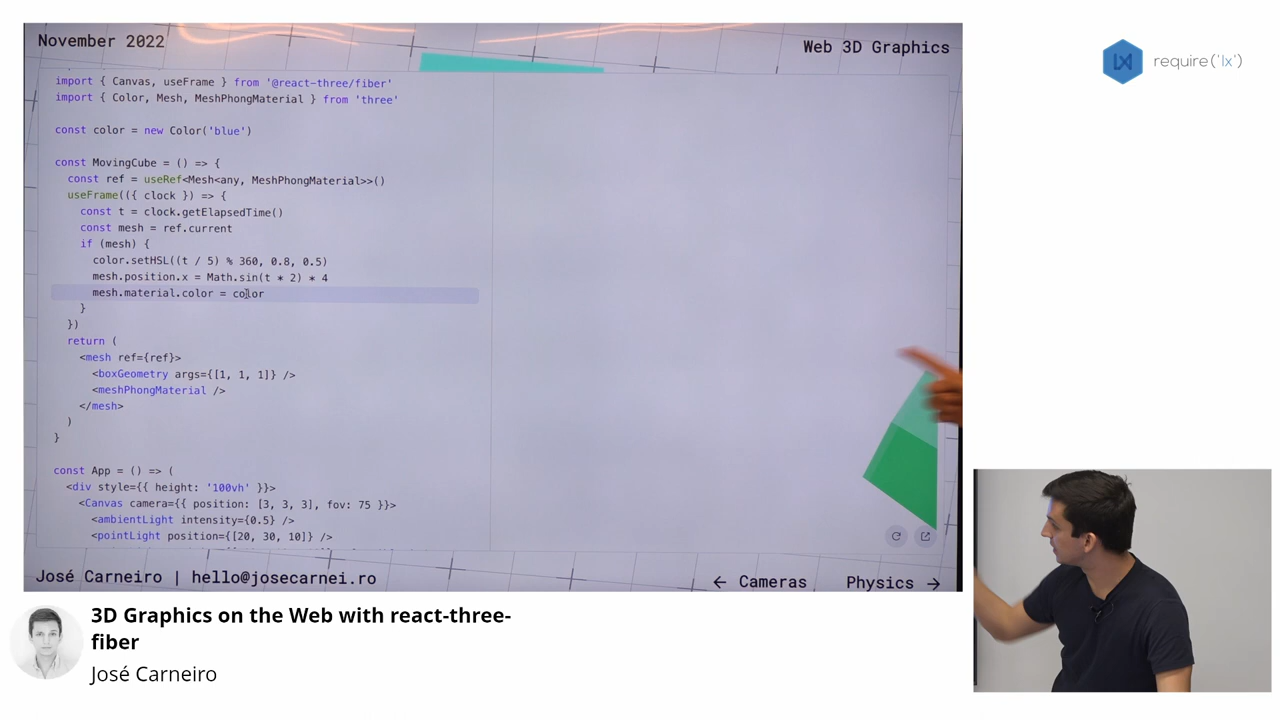 November 2022
Web 3D Graphics
require('lx')
import { Canvas, useFrame } from '@react-three/fiber'
import { Color, Mesh, MeshPhongMaterial } from 'three'
const color = new Color('blue')
const MovingCube = () => {
const ref = useRef<Mesh<any, MeshPhongMaterial>>()
useFrame(({ clock }) => {
const t = clock.getElapsedTime()
const mesh = ref.current
if (mesh) {
color.setHSL((t / 5) % 360, 0.8, 0.5)
mesh.position.x = Math.sin(t * 2) * 4
mesh.material.color = color
}
})
return (
<mesh ref={ref}>
<boxGeometry args={[1, 1, 1]} />
<meshPhongMaterial />
</mesh>
)
}
const App = () => (
<div style={{ height: '100vh' }}>
<Canvas camera={{ position: [3, 3, 3], fov: 75 }}>
<ambientLight intensity={0.5} />
<pointLight position={[20, 30, 10]} />
José Carneiro | hello@josecarnei.ro
← Cameras
Physics →
3D Graphics on the Web with react-three-
fiber
José Carneiro